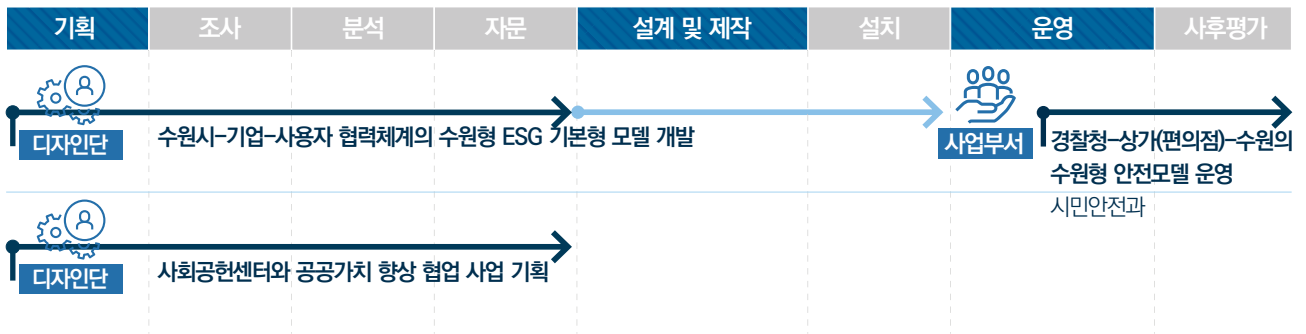 기획 조사 분석 자문 설계 및 제작 설치 운영 사후평가
디자인단
수원시-기업-사용자 협력체계의 수원형 ESG 기본형 모델 개발
사업부서
경찰청-상가(편의점)-수원의
수원형 안전모델 운영
시민안전과
디자인단
사회공헌센터와 공공가치 향상 협업 사업 기획